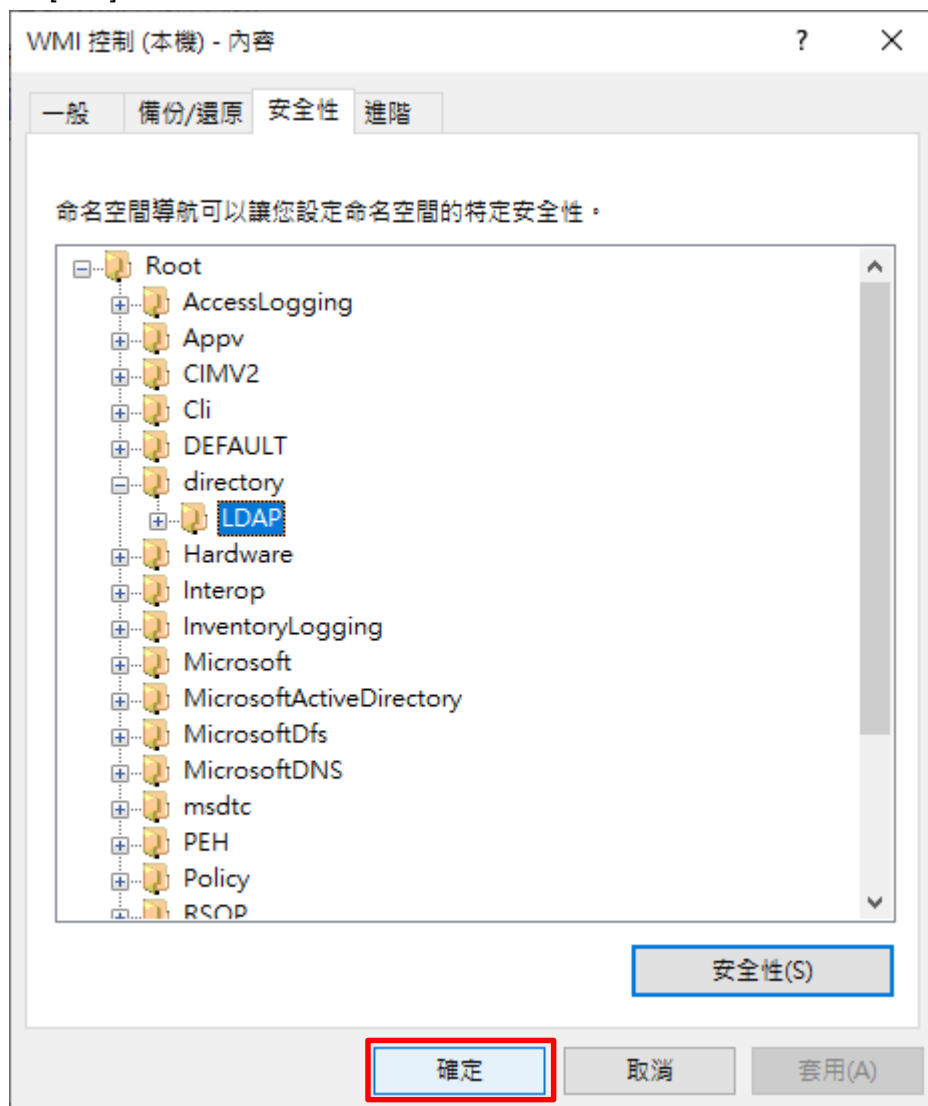 WMI 控制 (本機) - 內容
?
一般 備份/還原 安全性 進階
命名空間導航可以讓您設定命名空間的特定安全性。
Root
AccessLogging
Appv
CIMV2
Cli
DEFAULT
directory
LDAP
Hardware
Interop
InventoryLogging
Microsoft
MicrosoftActiveDirectory
MicrosoftDfs
MicrosoftDNS
msdtc
PEH
Policy
RSOP
安全性(S)
確定 取消 套用(A)